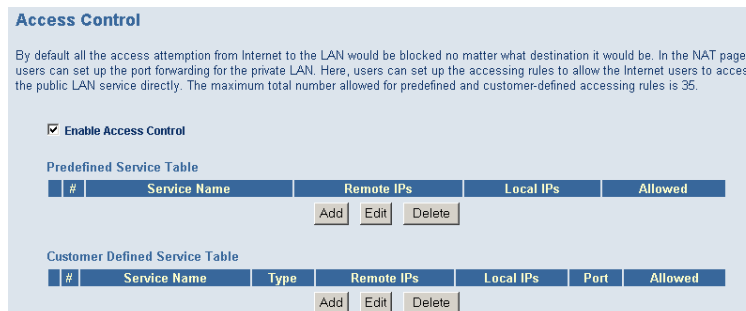 Access Control
By default all the access attemption from Internet to the LAN would be blocked no matter what destination it would be. In the NAT page
users can set up the port forwarding for the private LAN. Here, users can set up the accessing rules to allow the Internet users to acces
the public LAN service directly. The maximum total number allowed for predefined and customer-defined accessing rules is 35.
Enable Access Control
Predefined Service Table
# Service Name Remote IPs Local IPs Allowed
Add Edit Delete
Customer Defined Service Table
# Service Name Type Remote IPs Local IPs Port Allowed
Add Edit Delete